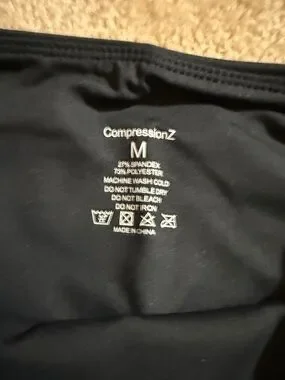 CompressionZ
M
27% SPANDEX
73% POLYESTER
MACHINE WASH: COLD
DO NOT TUMBLE DRY
DO NOT BLEACH
DO NOT IRON
MADE IN CHINA